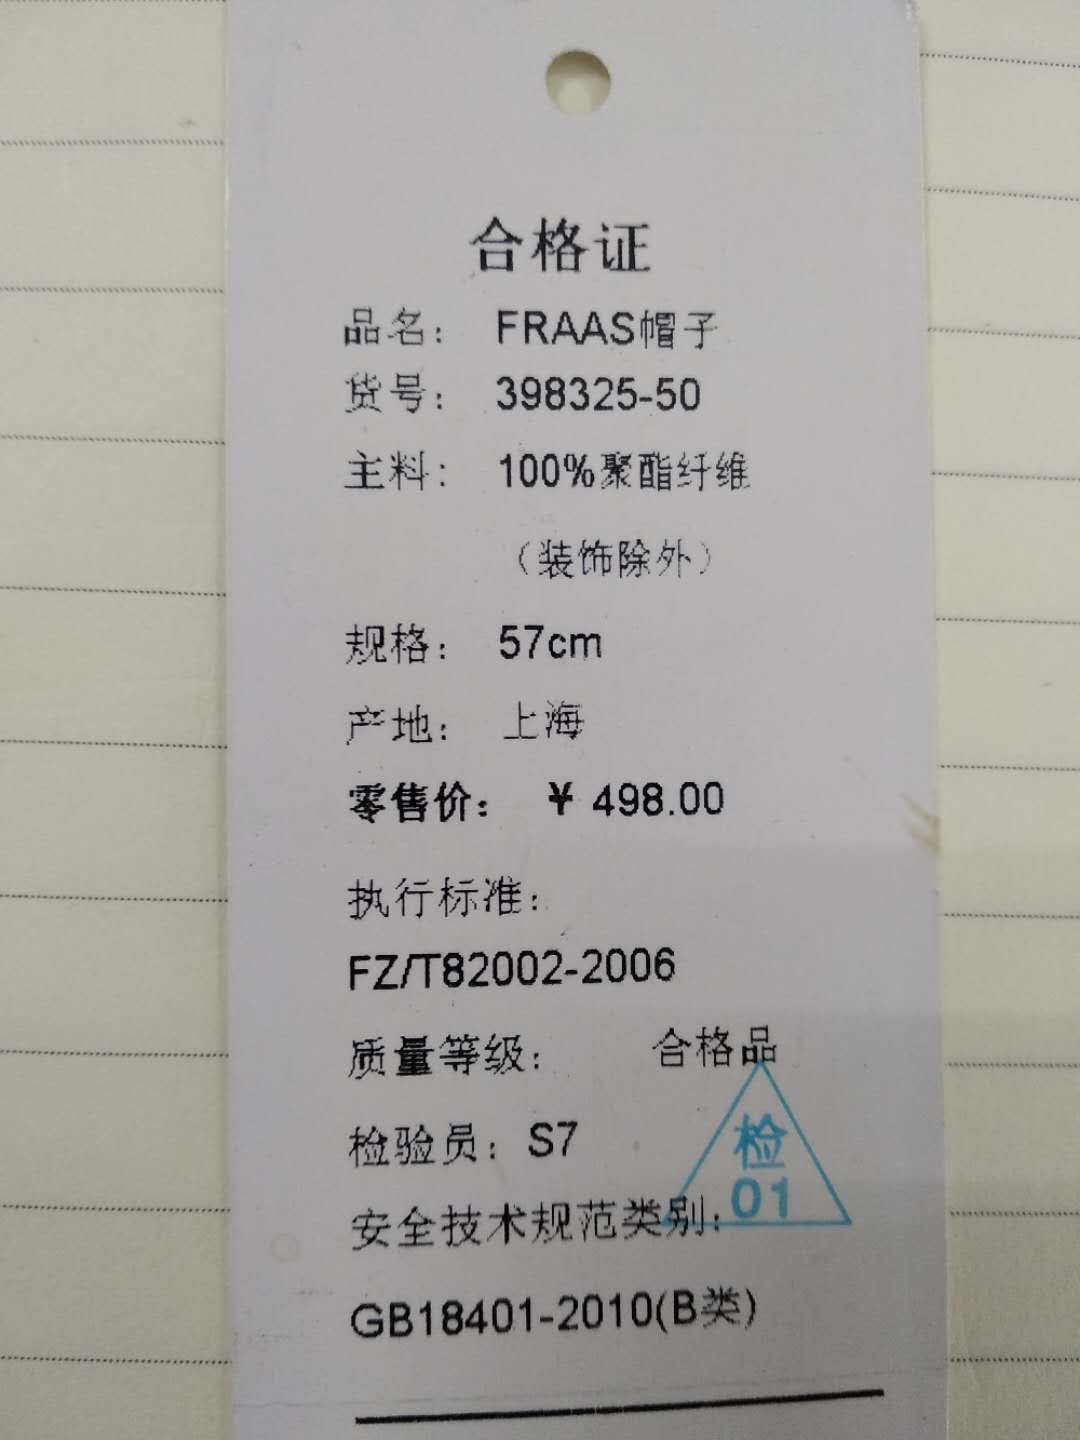 合格证
品名： FRAAS帽子
货号： 398325-50
主料： 100%聚酯纤维
（装饰除外）
规格： 57cm
产地： 上海
零售价： ￥498.00
执行标准：
FZ/T82002-2006
质量等级： 合格品
检验员：S7
检
01
安全技术规范类别：
GB18401-2010(B类)